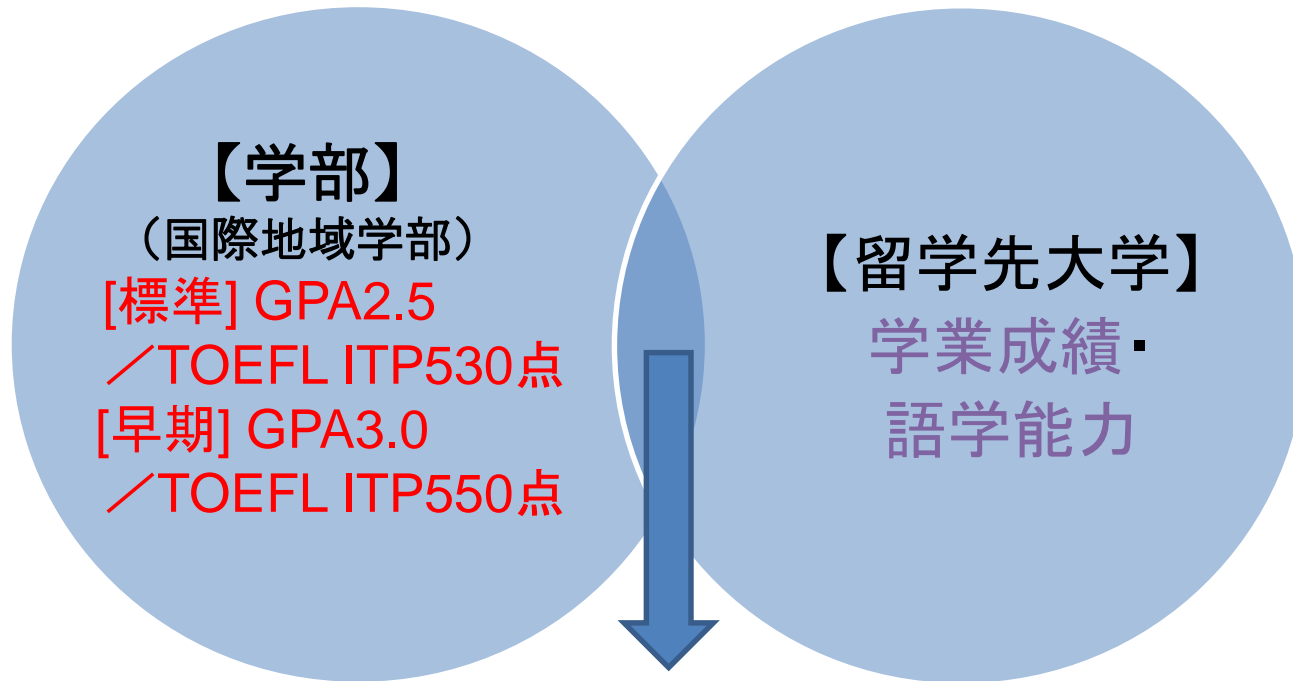 【学部】
（国際地域学部）
[標準] GPA2.5
／TOEFL ITP530点
[早期] GPA3.0
／TOEFL ITP550点
【留学先大学】
学業成績・
語学能力